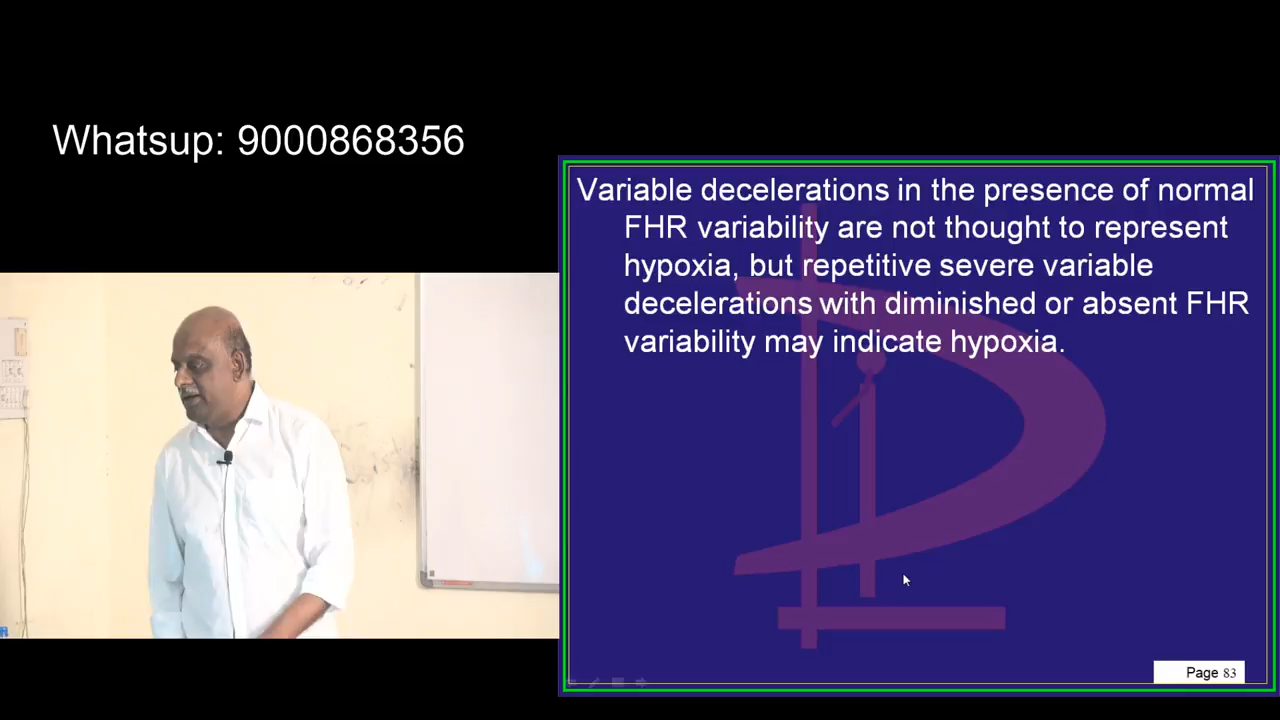 Whatsup: 9000868356
Variable decelerations in the presence of normal
FHR variability are not thought to represent
hypoxia, but repetitive severe variable
decelerations with diminished or absent FHR
variability may indicate hypoxia.
Page 83